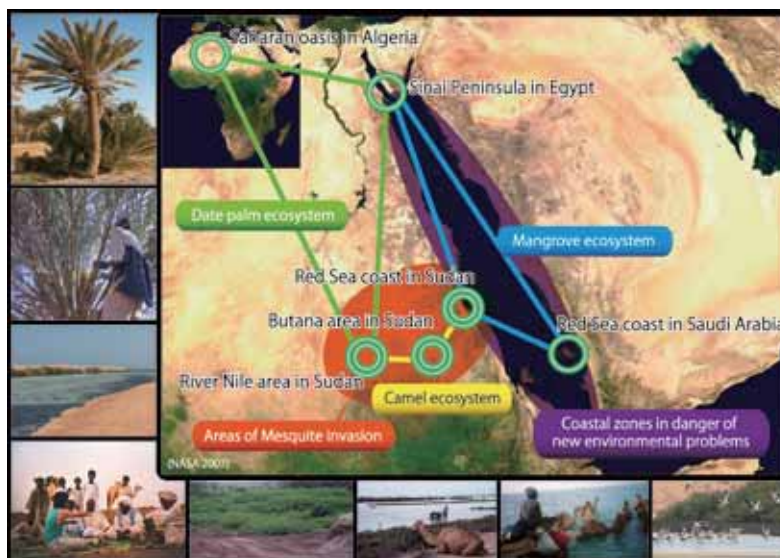 Saharan oasis in Algeria
Sinai Peninsula in Egypt
Date palm ecosystem
Mangrove ecosystem
Red Sea coast in Sudan
Butana area in Sudan
Red Sea coast in Saudi Arabia
River Nile area in Sudan
Camel ecosystem
Areas of Mesquite invasion
Coastal zones in danger of
new environmental problems
(NASA 2007)